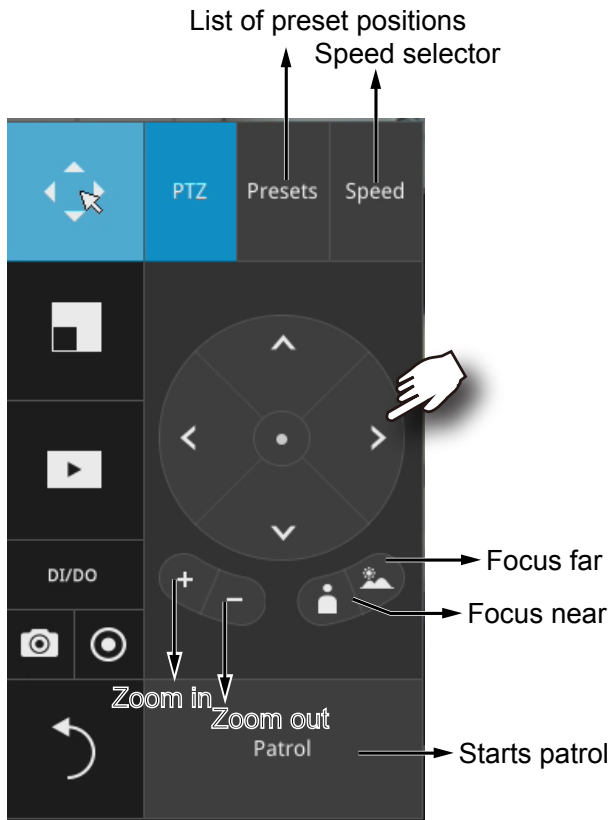 List of preset positions
Speed selector
PTZ
Presets
Speed
Focus far
DI/DO
Focus near
Zoom in
Zoom out
Patrol
Starts patrol